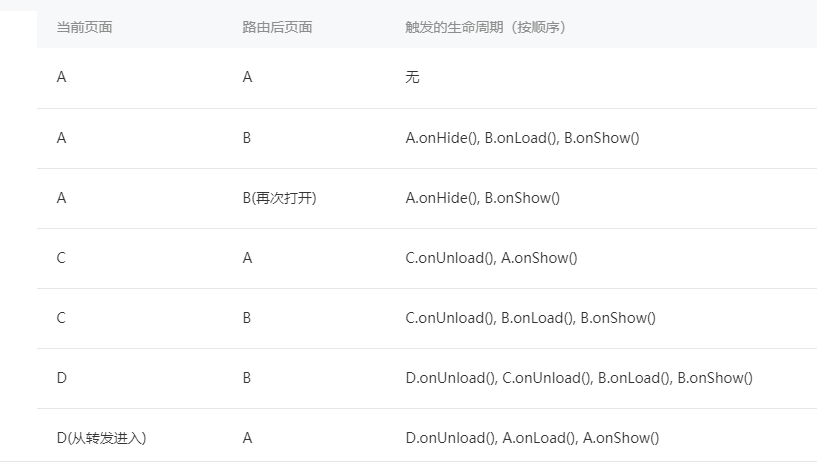 当前页面 路由后页面 触发的生命周期（按顺序）
A A 无
A B A.onHide(), B.onLoad(), B.onShow()
A B(再次打开) A.onHide(), B.onShow()
C A C.onUnload(), A.onShow()
C B C.onUnload(), B.onLoad(), B.onShow()
D B D.onUnload(), C.onUnload(), B.onLoad(), B.onShow()
D(从转发进入) A D.onUnload(), A.onLoad(), A.onShow()